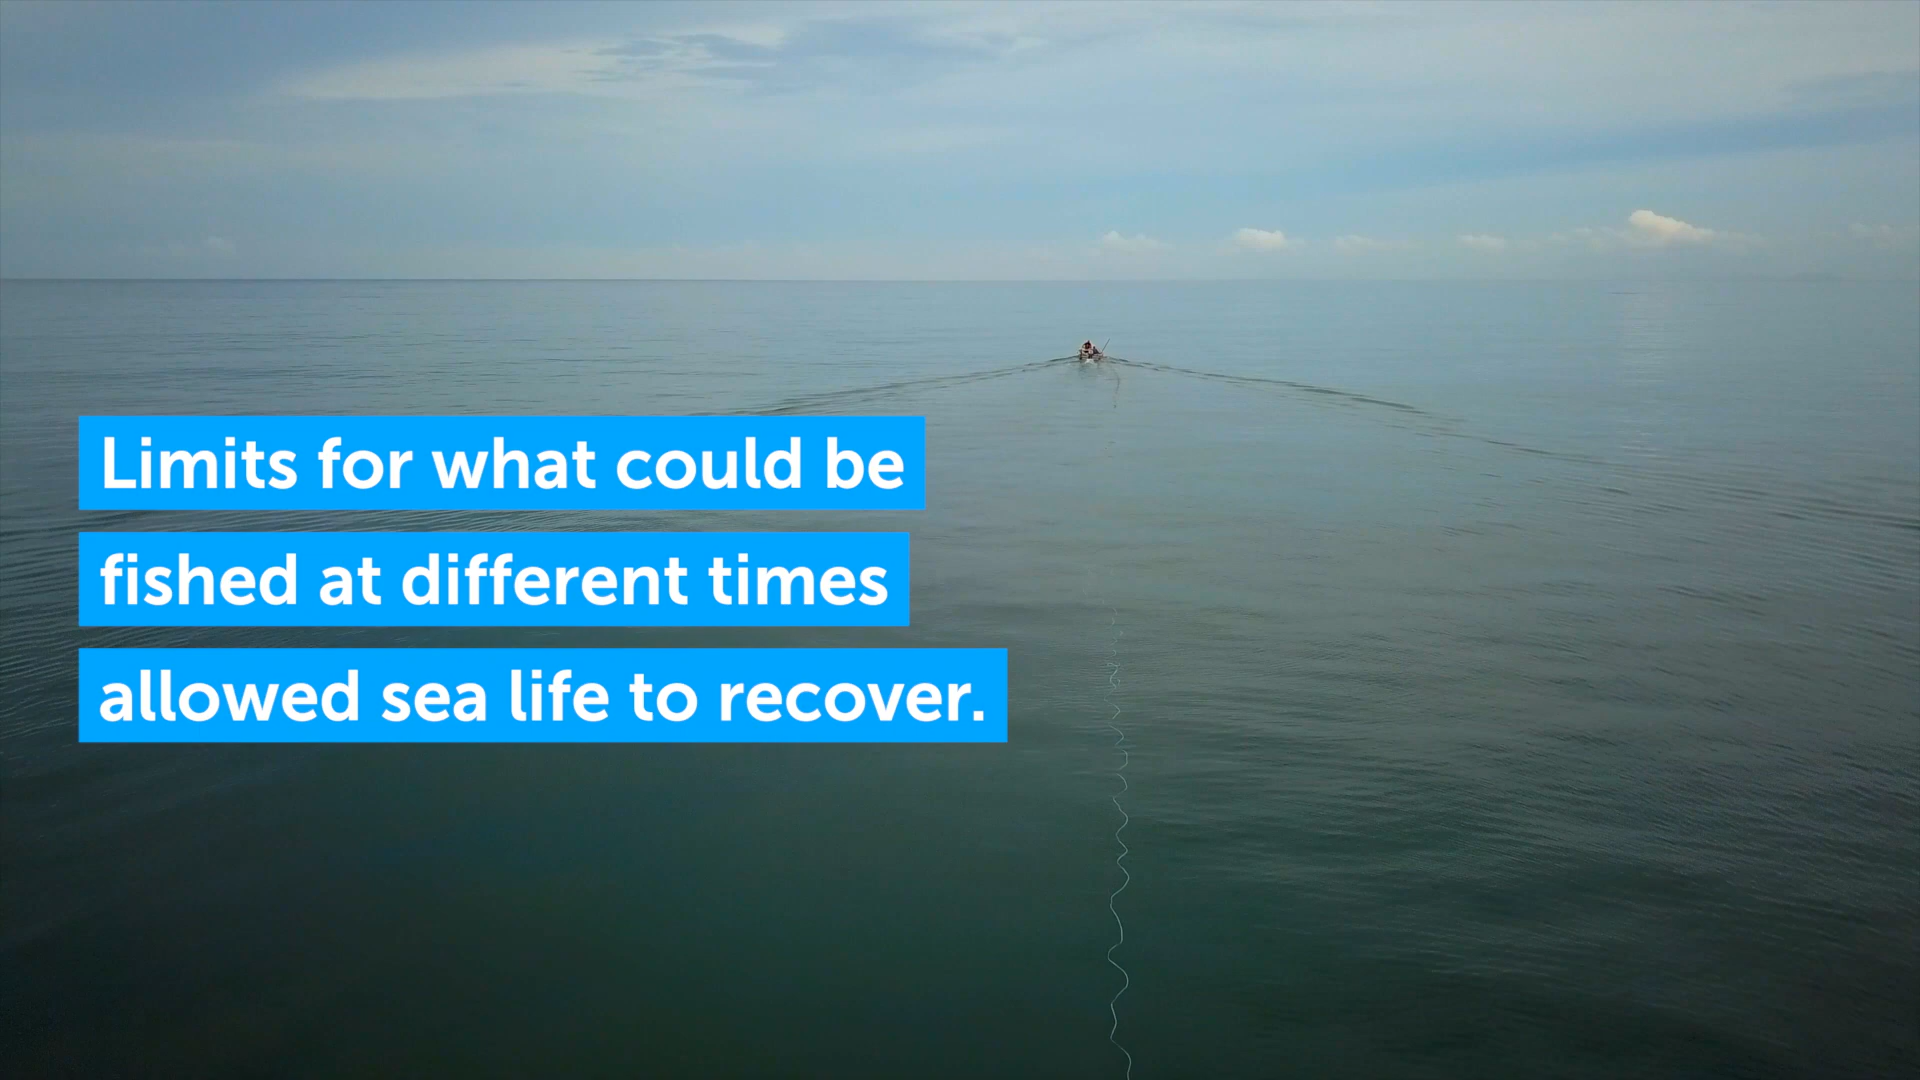 Limits for what could be
fished at different times
allowed sea life to recover.